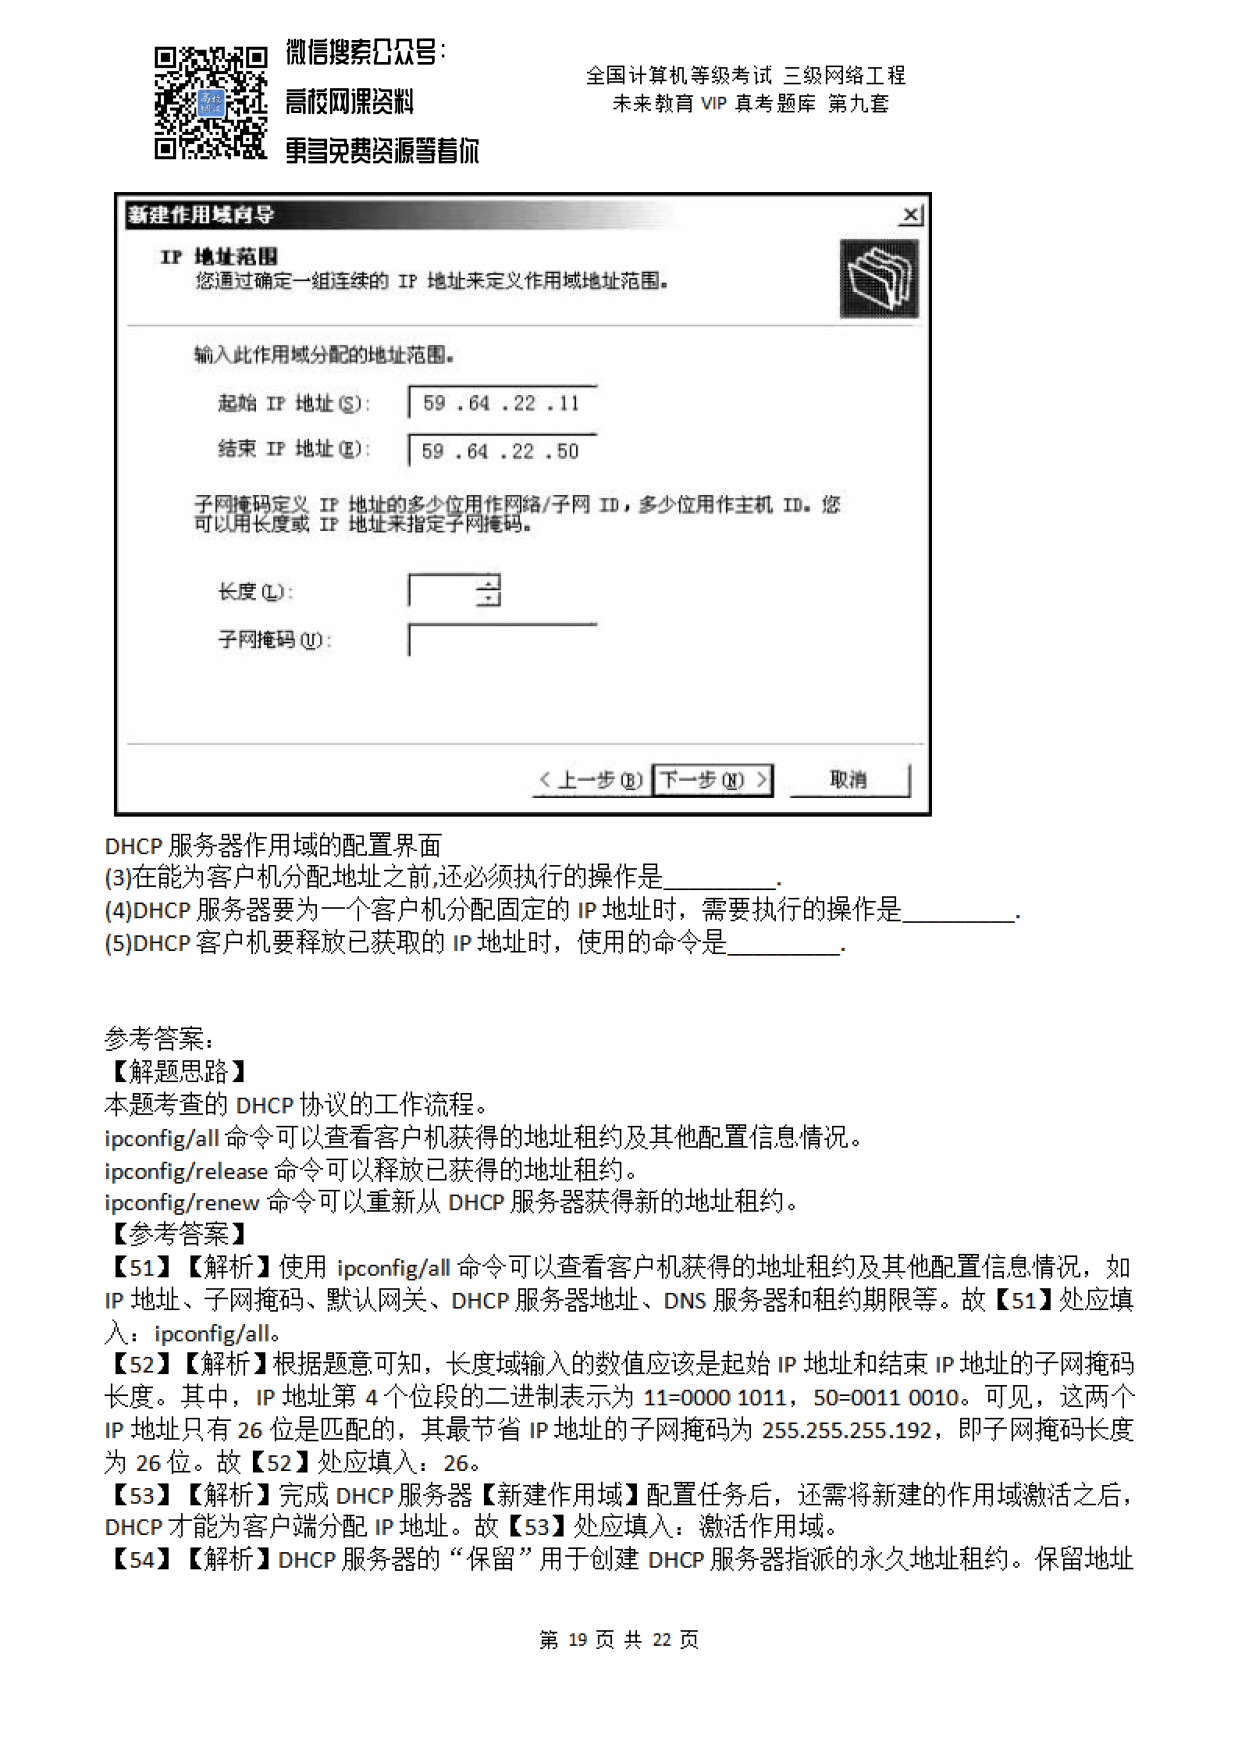 微信搜索公众号：
高校网课资料
更多免费资源等着你
全国计算机等级考试 三级网络工程
未来教育 VIP 真考题库 第九套
新建作用域向导
IP 地址范围
您通过确定一组连续的 IP 地址来定义作用域地址范围。
输入此作用域分配的地址范围。
起始 IP 地址(S): 59 .64 .22 .11
结束 IP 地址(E): 59 .64 .22 .50
子网掩码定义 IP 地址的多少位用作网络/子网 ID，多少位用作主机 ID。您
可以用长度或 IP 地址来指定子网掩码。
长度(L):
子网掩码(U):
< 上一步(B) 下一步(N) > 取消
DHCP 服务器作用域的配置界面
(3)在能为客户机分配地址之前,还必须执行的操作是_________.
(4)DHCP 服务器要为一个客户机分配固定的 IP 地址时，需要执行的操作是_________.
(5)DHCP 客户机要释放已获取的 IP 地址时，使用的命令是_________.
参考答案：
【解题思路】
本题考查的 DHCP 协议的工作流程。
ipconfig/all 命令可以查看客户机获得的地址租约及其他配置信息情况。
ipconfig/release 命令可以释放已获得的地址租约。
ipconfig/renew 命令可以重新从 DHCP 服务器获得新的地址租约。
【参考答案】
【51】【解析】使用 ipconfig/all 命令可以查看客户机获得的地址租约及其他配置信息情况，如
IP 地址、子网掩码、默认网关、DHCP 服务器地址、DNS 服务器和租约期限等。故【51】处应填
入：ipconfig/all。
【52】【解析】根据题意可知，长度域输入的数值应该是起始 IP 地址和结束 IP 地址的子网掩码
长度。其中，IP 地址第 4 个位段的二进制表示为 11=0000 1011，50=0011 0010。可见，这两个
IP 地址只有 26 位是匹配的，其最节省 IP 地址的子网掩码为 255.255.255.192，即子网掩码长度
为 26 位。故【52】处应填入：26。
【53】【解析】完成 DHCP 服务器【新建作用域】配置任务后，还需将新建的作用域激活之后，
DHCP 才能为客户端分配 IP 地址。故【53】处应填入：激活作用域。
【54】【解析】DHCP 服务器的“保留”用于创建 DHCP 服务器指派的永久地址租约。保留地址
第 19 页 共 22 页